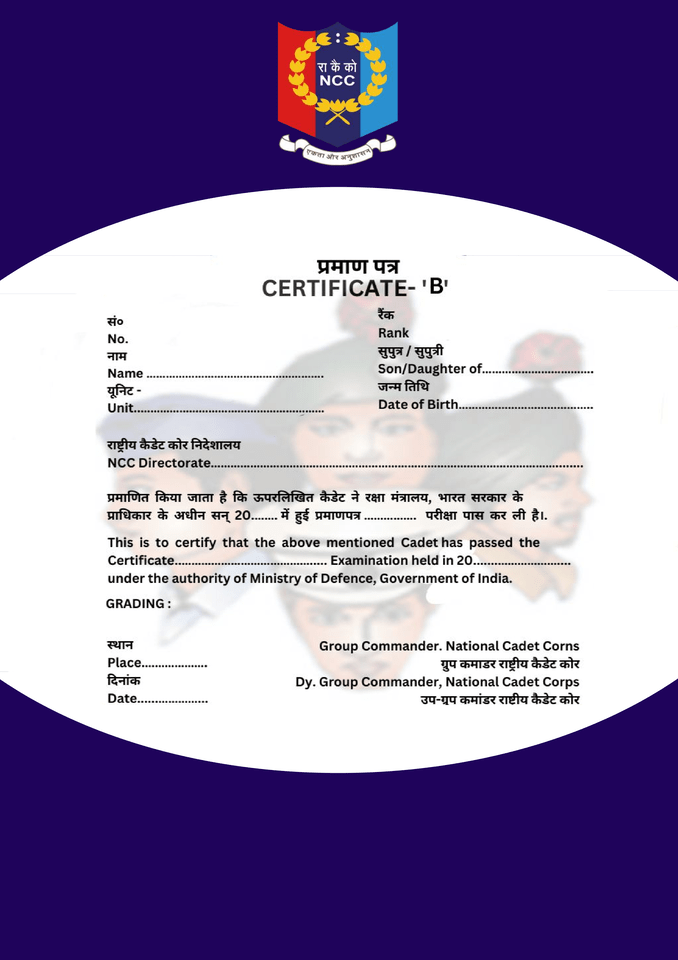 रा कै को
NCC
एकता और अनुशासन
प्रमाण पत्र
CERTIFICATE- 'B'
सं०
No.
नाम
Name ............................................................
यूनिट -
Unit................................................................
रैंक
Rank
सुपुत्र / सुपुत्री
Son/Daughter of......................................
जन्म तिथि
Date of Birth..............................................
राष्ट्रीय कैडेट कोर निदेशालय
NCC Directorate..............................................................................................................................
प्रमाणित किया जाता है कि ऊपरलिखित कैडेट ने रक्षा मंत्रालय, भारत सरकार के
प्राधिकार के अधीन सन् 20........ में हुई प्रमाणपत्र ................ परीक्षा पास कर ली है।.
This is to certify that the above mentioned Cadet has passed the
Certificate.................................................... Examination held in 20.................................
under the authority of Ministry of Defence, Government of India.
GRADING :
स्थान
Place....................
दिनांक
Date.....................
Group Commander. National Cadet Corns
ग्रुप कमाडर राष्ट्रीय कैडेट कोर
Dy. Group Commander, National Cadet Corps
उप-ग्रप कमांडर राष्टीय कैडेट कोर